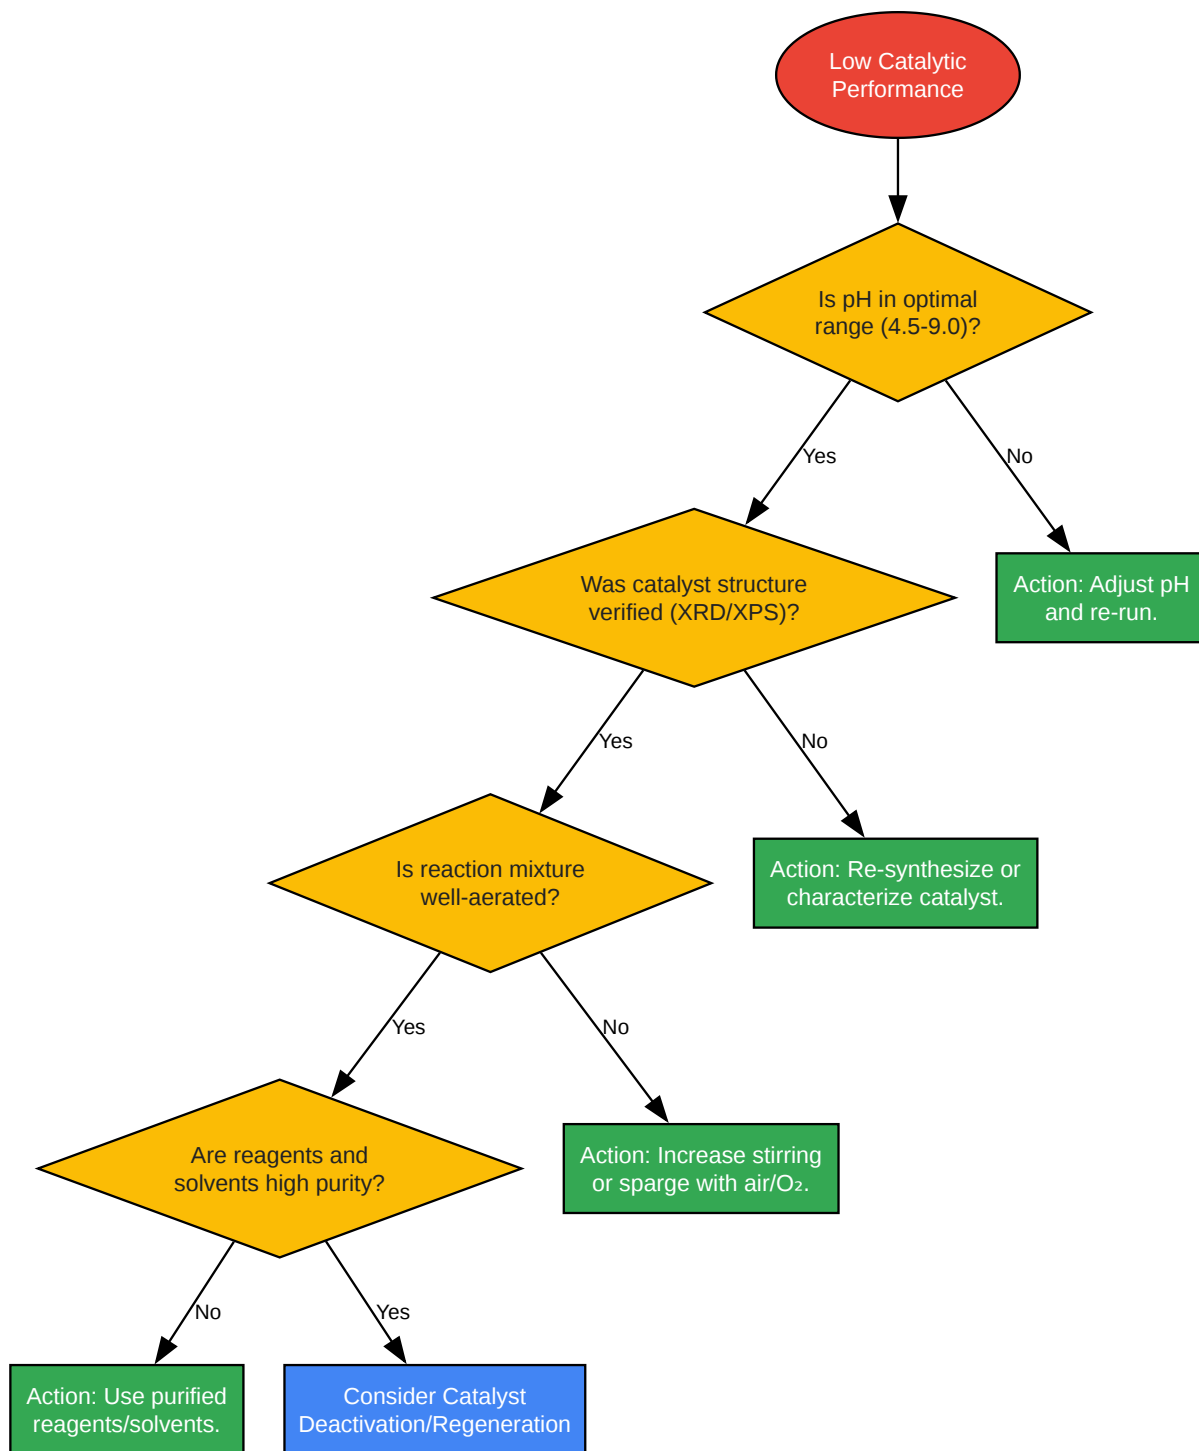 Low Catalytic
Performance
Is pH in optimal
range (4.5-9.0)?
Yes
No
Was catalyst structure
verified (XRD/XPS)?
Action: Adjust pH
and re-run.
Yes
No
Is reaction mixture
well-aerated?
Action: Re-synthesize or
characterize catalyst.
Yes
No
Are reagents and
solvents high purity?
Action: Increase stirring
or sparge with air/O₂.
No
Yes
Action: Use purified
reagents/solvents.
Consider Catalyst
Deactivation/Regeneration